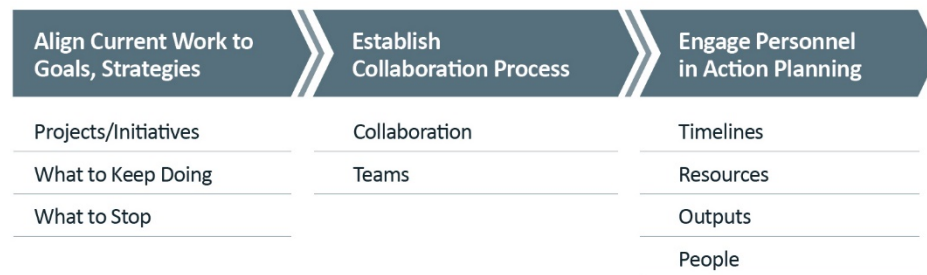 Align Current Work to
Goals, Strategies
Projects/Initiatives
What to Keep Doing
What to Stop
Establish
Collaboration Process
Collaboration
Teams
Engage Personnel
in Action Planning
Timelines
Resources
Outputs
People